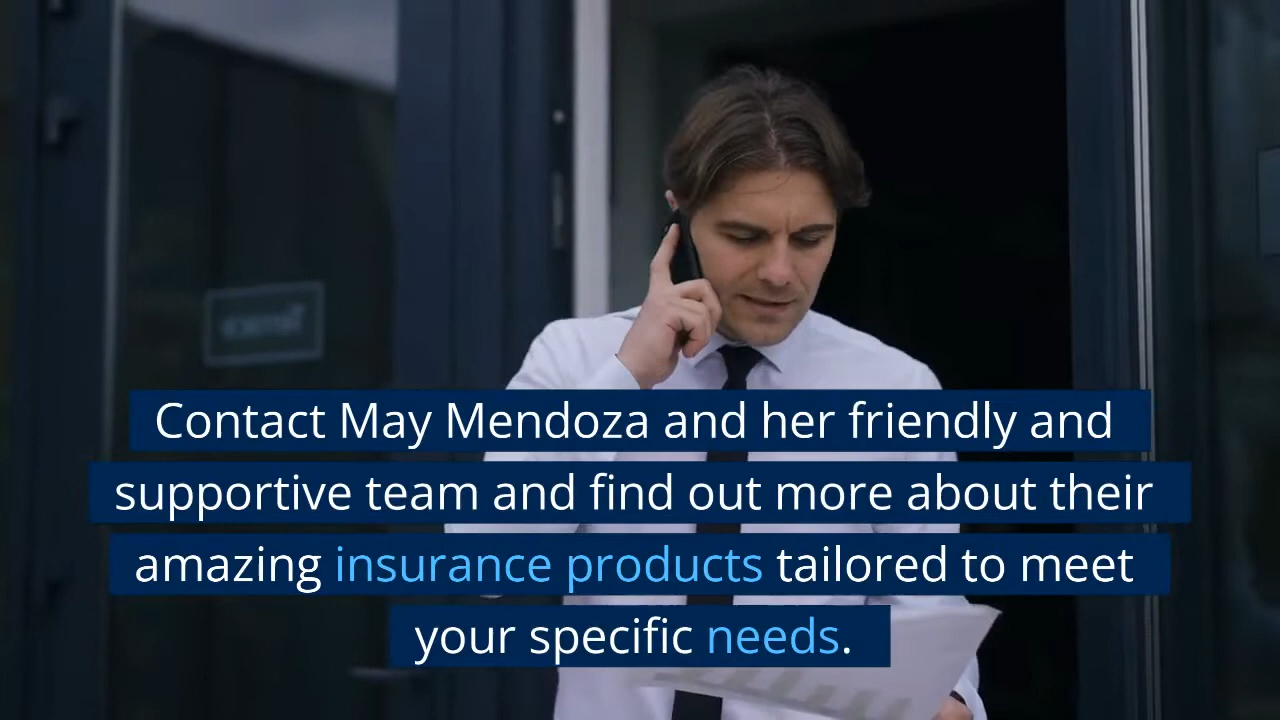 Contact May Mendoza and her friendly and
supportive team and find out more about their
amazing insurance products tailored to meet
your specific needs.